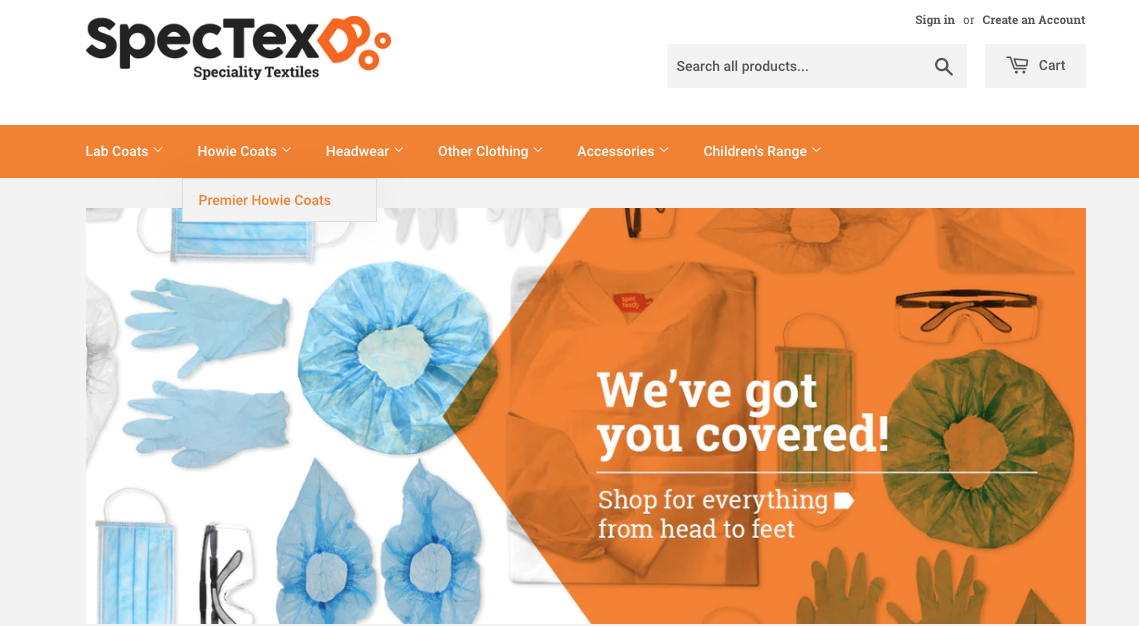 SpecTex
Speciality Textiles
Sign in or Create an Account
Search all products...
Cart
Lab Coats
Howie Coats
Headwear
Other Clothing
Accessories
Children's Range
Premier Howie Coats
We've got
you covered!
Shop for everything
from head to feet